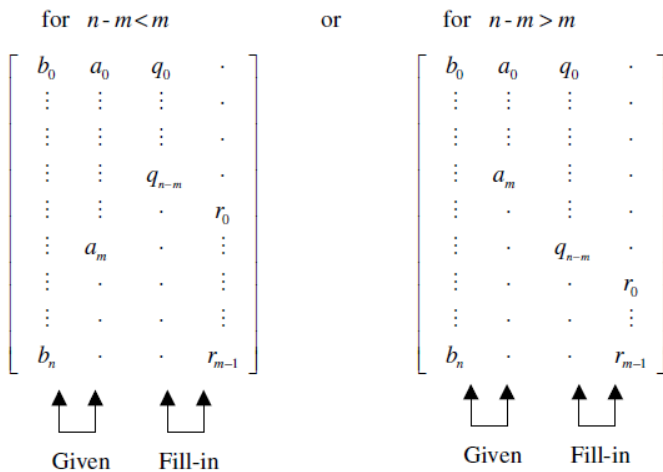 for n - m < m or for n - m > m
b₀ a₀ q₀ · b₀ a₀ q₀ ·
⋮ ⋮ ⋮ · ⋮ ⋮ ⋮ ·
⋮ ⋮ ⋮ · ⋮ ⋮ ⋮ ·
⋮ ⋮ qₙ₋ₘ · ⋮ aₘ ⋮ ·
⋮ ⋮ · r₀ ⋮ · ⋮ ·
⋮ aₘ · ⋮ ⋮ · qₙ₋ₘ ·
⋮ · · ⋮ ⋮ · · r₀
⋮ · · ⋮ ⋮ · · ⋮
bₙ · · rₘ₋₁ bₙ · · rₘ₋₁
Given Fill-in Given Fill-in